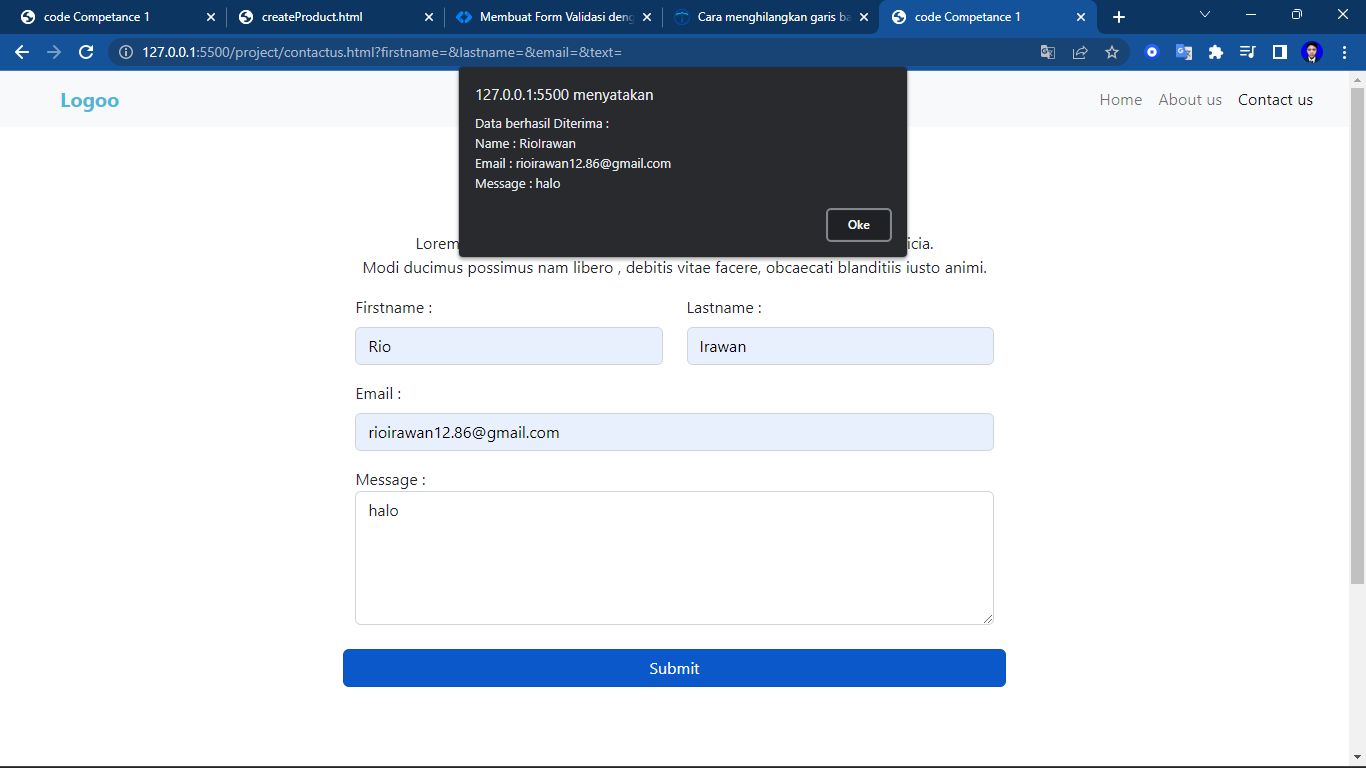 code Competance 1
createProduct.html
Membuat Form Validasi deng
Cara menghilangkan garis ba
code Competance 1
127.0.0.1:5500/project/contactus.html?firstname=&lastname=&email=&text=
Logoo
Home About us Contact us
127.0.0.1:5500 menyatakan
Data berhasil Diterima :
Name : RioIrawan
Email : rioirawan12.86@gmail.com
Message : halo
Oke
Lorem icia.
Modi ducimus possimus nam libero , debitis vitae facere, obcaecati blanditiis iusto animi.
Firstname : Lastname :
Rio Irawan
Email :
rioirawan12.86@gmail.com
Message :
halo
Submit